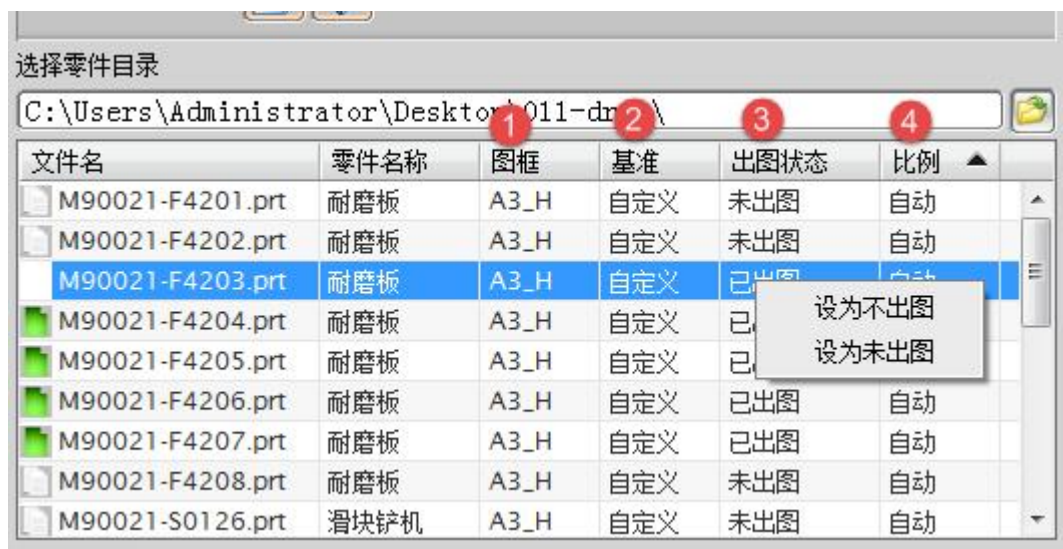 选择零件目录
C:\Users\Administrator\Desktop\011-dr
1 2 3 4
文件名 零件名称 图框 基准 出图状态 比例
M90021-F4201.prt 耐磨板 A3_H 自定义 未出图 自动
M90021-F4202.prt 耐磨板 A3_H 自定义 未出图 自动
M90021-F4203.prt 耐磨板 A3_H 自定义 已出图 自动
设为不出图
M90021-F4204.prt 耐磨板 A3_H 自定义 已
设为未出图
M90021-F4205.prt 耐磨板 A3_H 自定义 已
M90021-F4206.prt 耐磨板 A3_H 自定义 已出图 自动
M90021-F4207.prt 耐磨板 A3_H 自定义 已出图 自动
M90021-F4208.prt 耐磨板 A3_H 自定义 未出图 自动
M90021-S0126.prt 滑块铲机 A3_H 自定义 未出图 自动